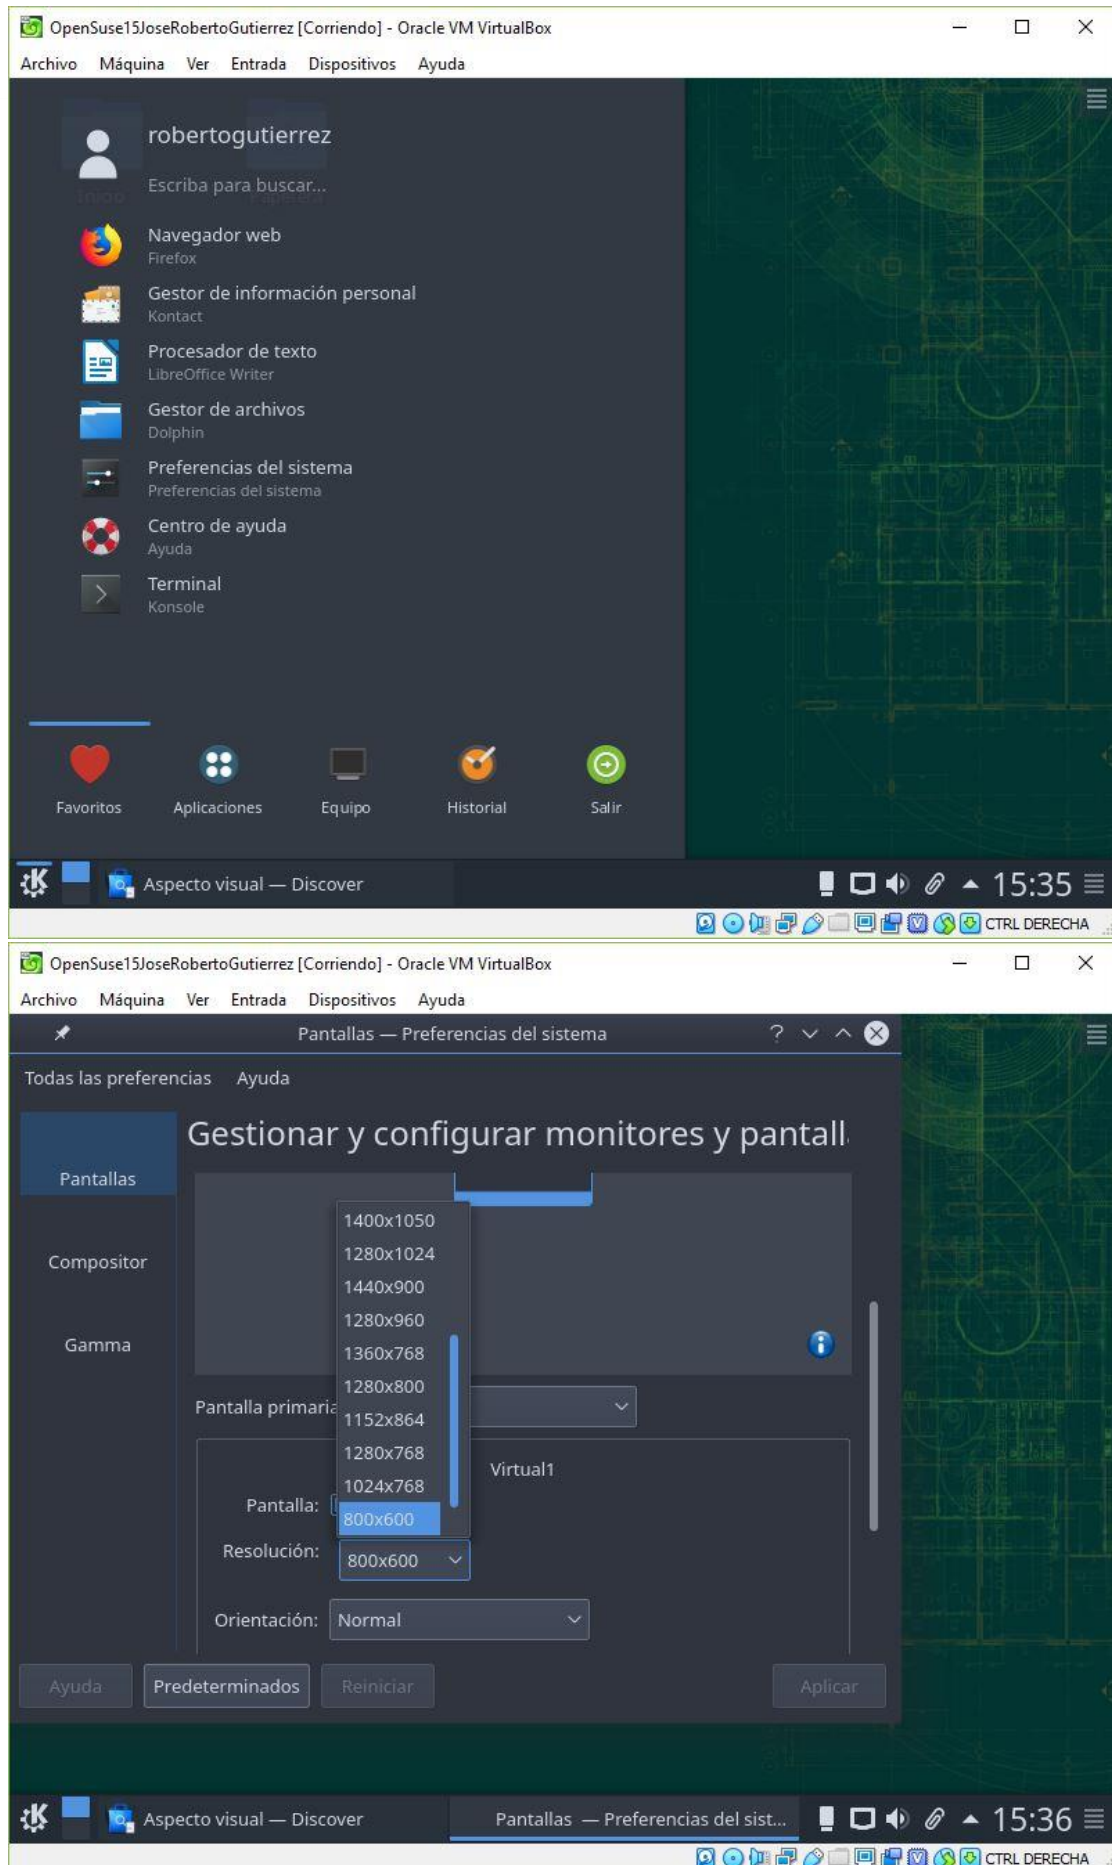 OpenSuse15JoseRobertoGutierrez [Corriendo] - Oracle VM VirtualBox
Archivo Máquina Ver Entrada Dispositivos Ayuda
robertogutierrez
Escriba para buscar...
Inicio Papelera
Navegador web
Firefox
Gestor de información personal
Kontact
Procesador de texto
LibreOffice Writer
Gestor de archivos
Dolphin
Preferencias del sistema
Preferencias del sistema
Centro de ayuda
Ayuda
Terminal
Konsole
Favoritos Aplicaciones Equipo Historial Salir
Aspecto visual — Discover 15:35
CTRL DERECHA
OpenSuse15JoseRobertoGutierrez [Corriendo] - Oracle VM VirtualBox
Archivo Máquina Ver Entrada Dispositivos Ayuda
Pantallas — Preferencias del sistema
Todas las preferencias Ayuda
Gestionar y configurar monitores y pantall
Pantallas
Compositor
Gamma
1400x1050
1280x1024
1440x900
1280x960
1360x768
1280x800
1152x864
1280x768
1024x768
800x600
Pantalla primaria
Virtual1
Pantalla:
Resolución: 800x600
Orientación: Normal
Ayuda Predeterminados Reiniciar Aplicar
Aspecto visual — Discover Pantallas — Preferencias del sist... 15:36
CTRL DERECHA